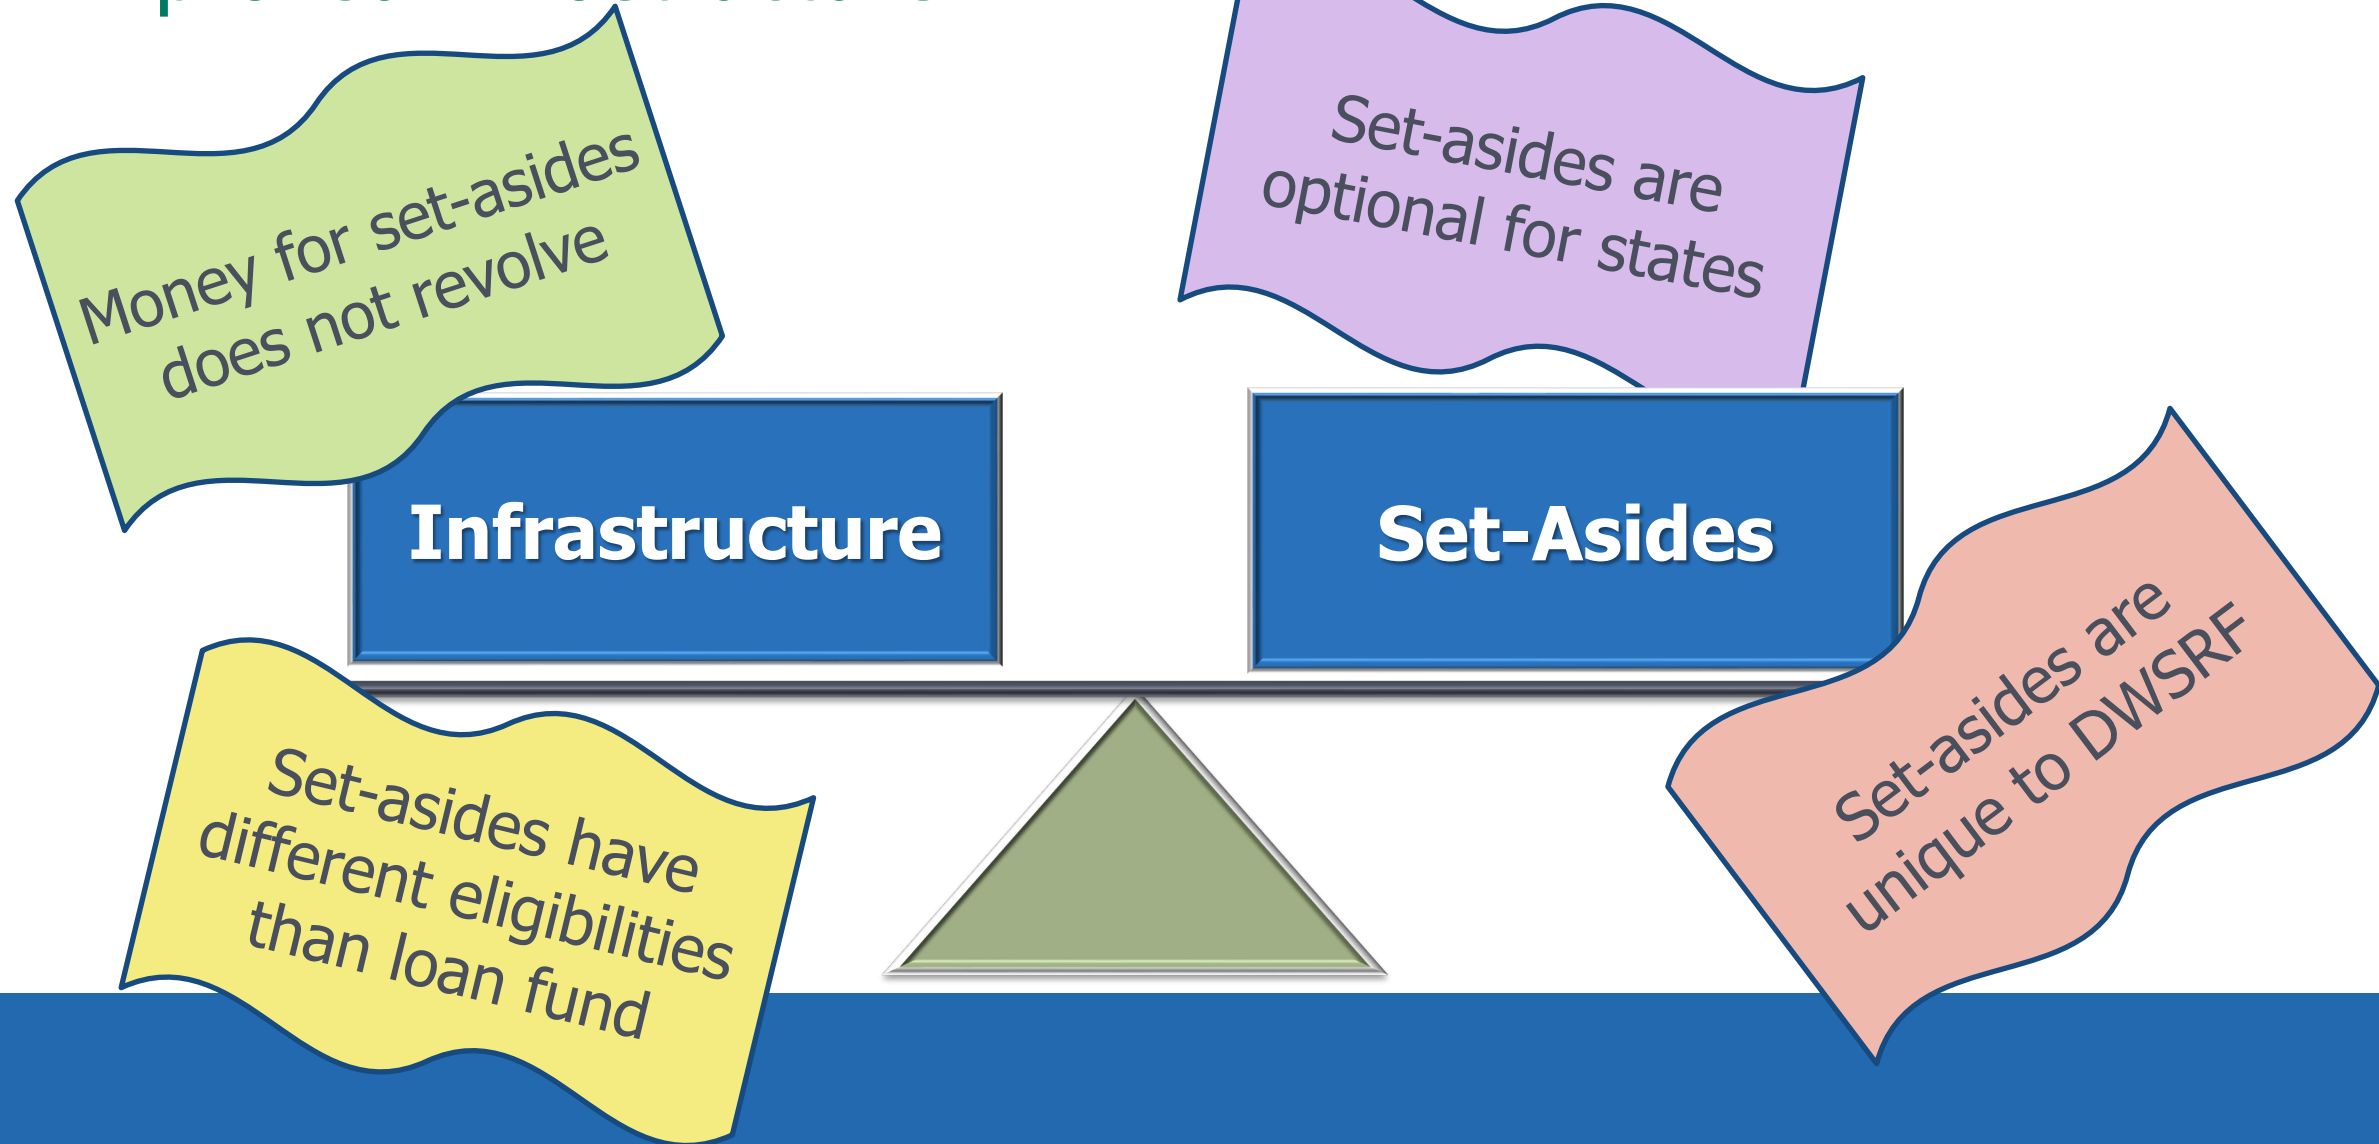 Money for set-asides
does not revolve
Set-asides are
optional for states
Infrastructure
Set-Asides
Set-asides have
different eligibilities
than loan fund
Set-asides are
unique to DWSRF